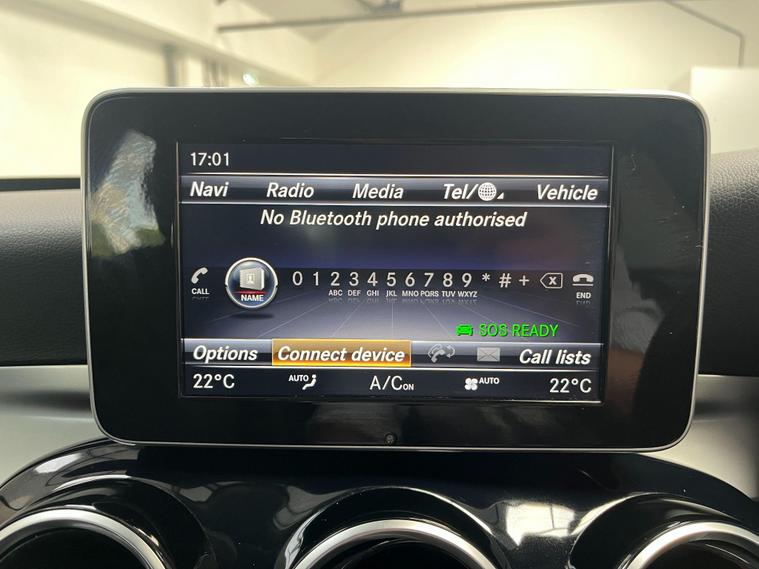 17:01
Navi Radio Media Tel/ Vehicle
No Bluetooth phone authorised
0 1 2 3 4 5 6 7 8 9 * # +
CALL NAME ABC DEF GHI JKL MNO PQRS TUV WXYZ END
SOS READY
Options Connect device Call lists
22°C AUTO A/C ON AUTO 22°C